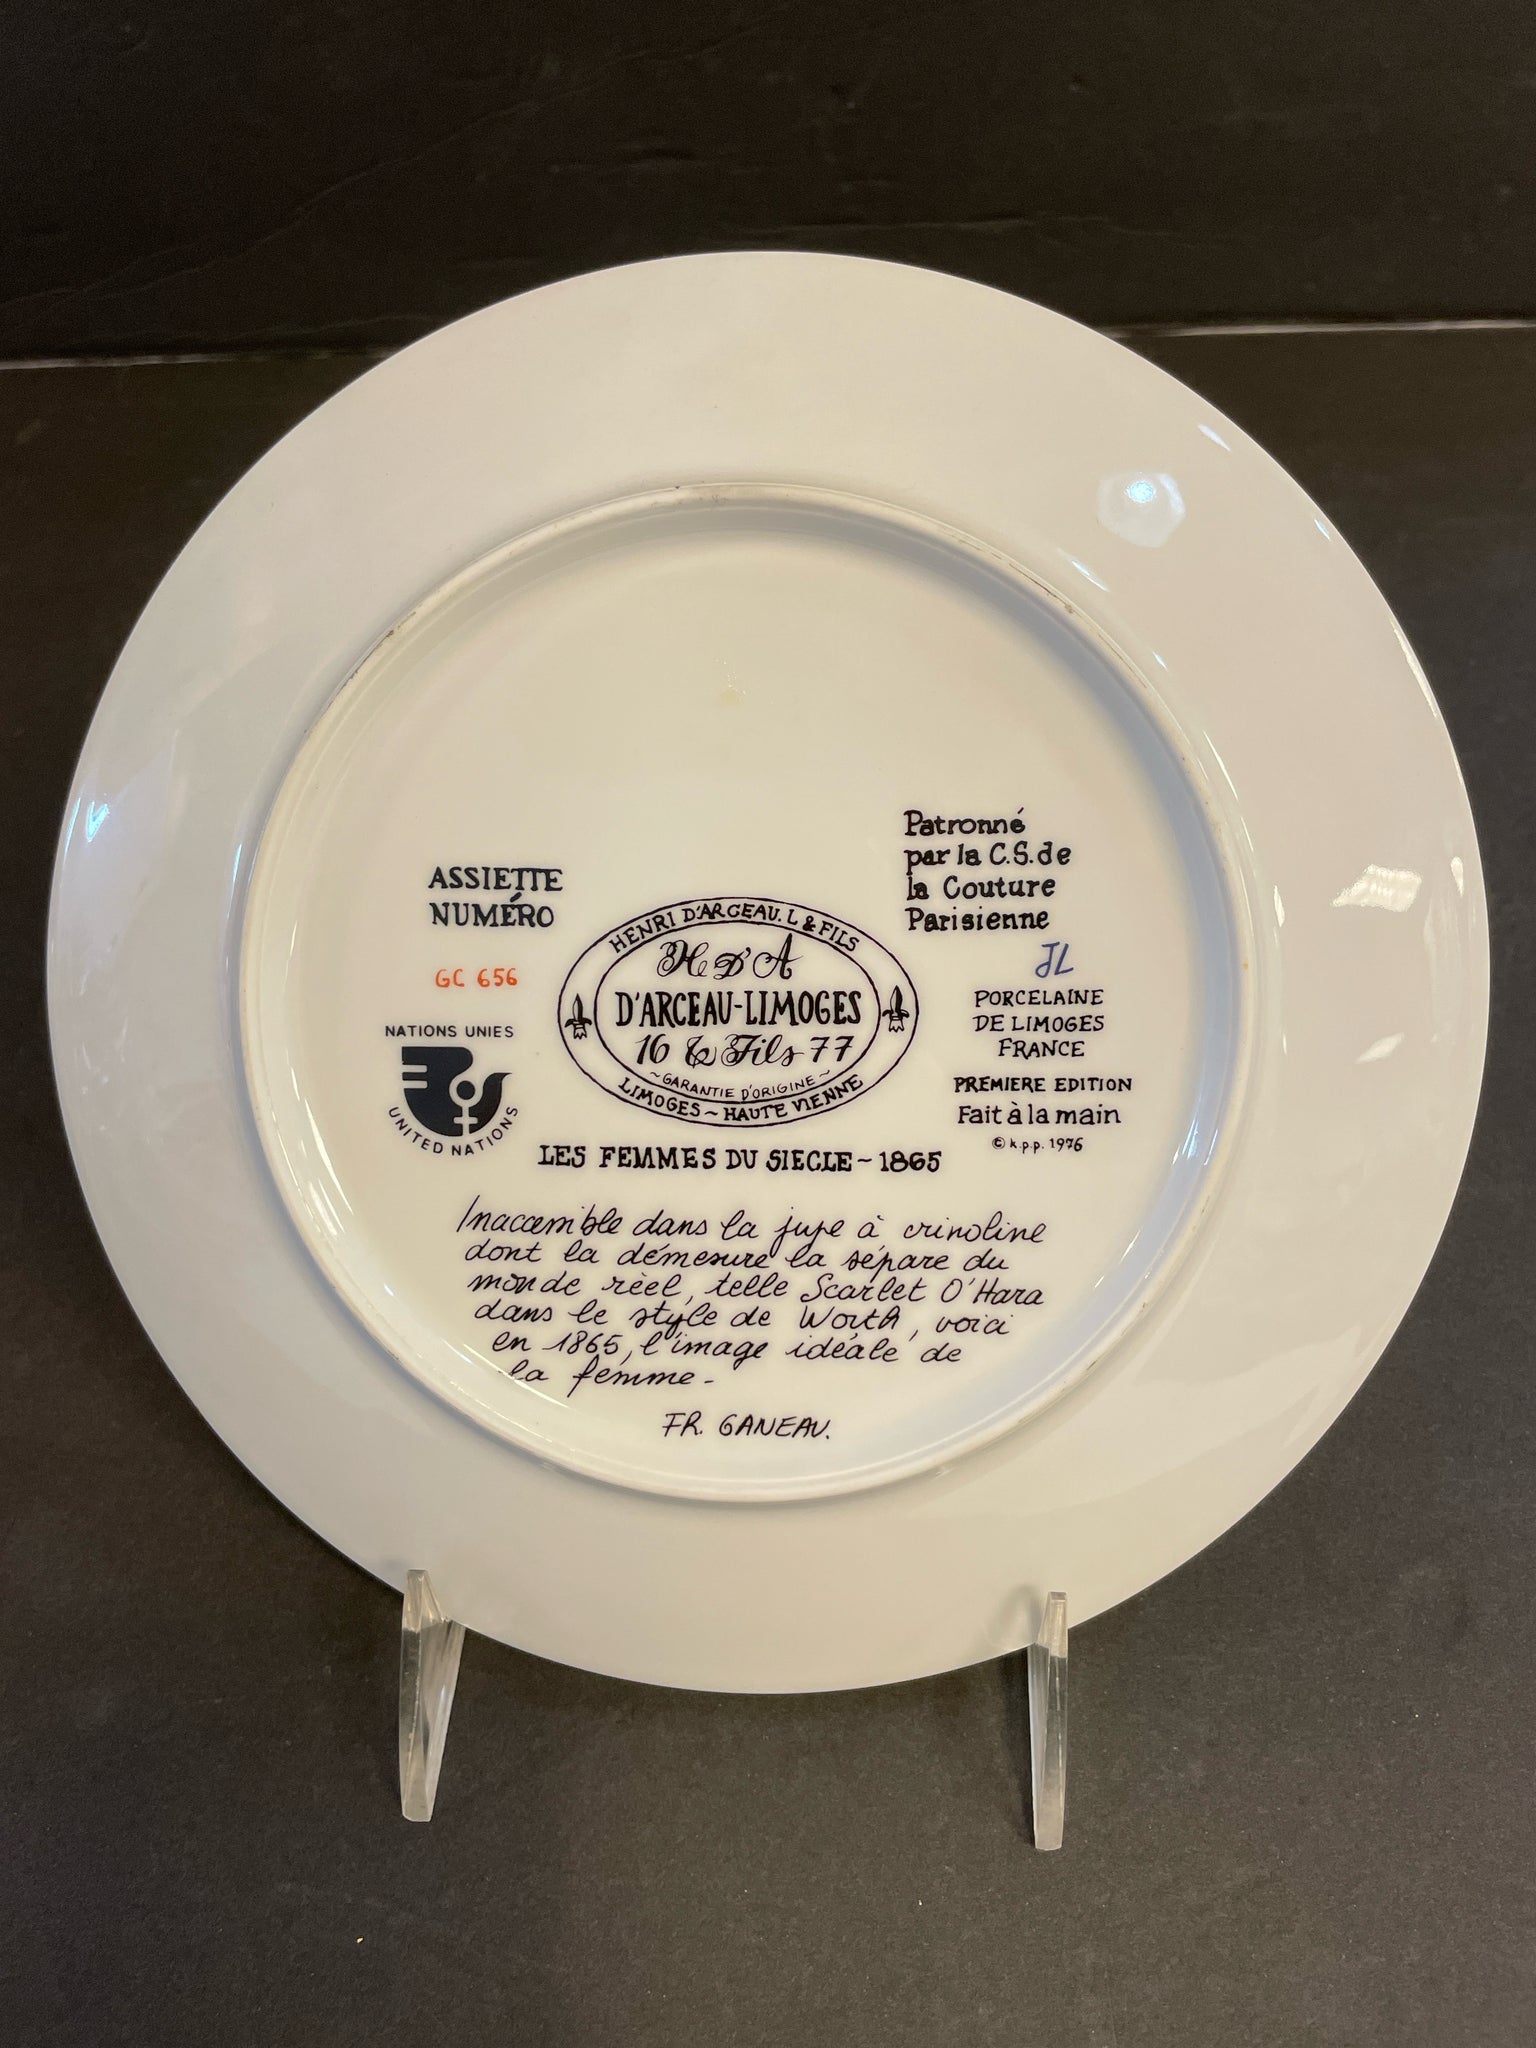 Patronné
par la C.S. de
la Couture
Parisienne
JL
PORCELAINE
DE LIMOGES
FRANCE
PREMIERE EDITION
Fait à la main
© k.p.p. 1976
ASSIETTE
NUMÉRO
GC 656
NATIONS UNIES
UNITED NATIONS
HENRI D'ARCEAU. L & FILS
H D'A
D'ARCEAU-LIMOGES
16 & Fils 77
~GARANTIE D'ORIGINE~
LIMOGES ~ HAUTE VIENNE
LES FEMMES DU SIECLE ~ 1865
Inaccessible dans la jupe à crinoline
dont la démesure la sépare du
monde réel, telle Scarlet O'Hara
dans le style de Worth, voici
en 1865, l'image idéale de
la femme -
FR. GANEAU.